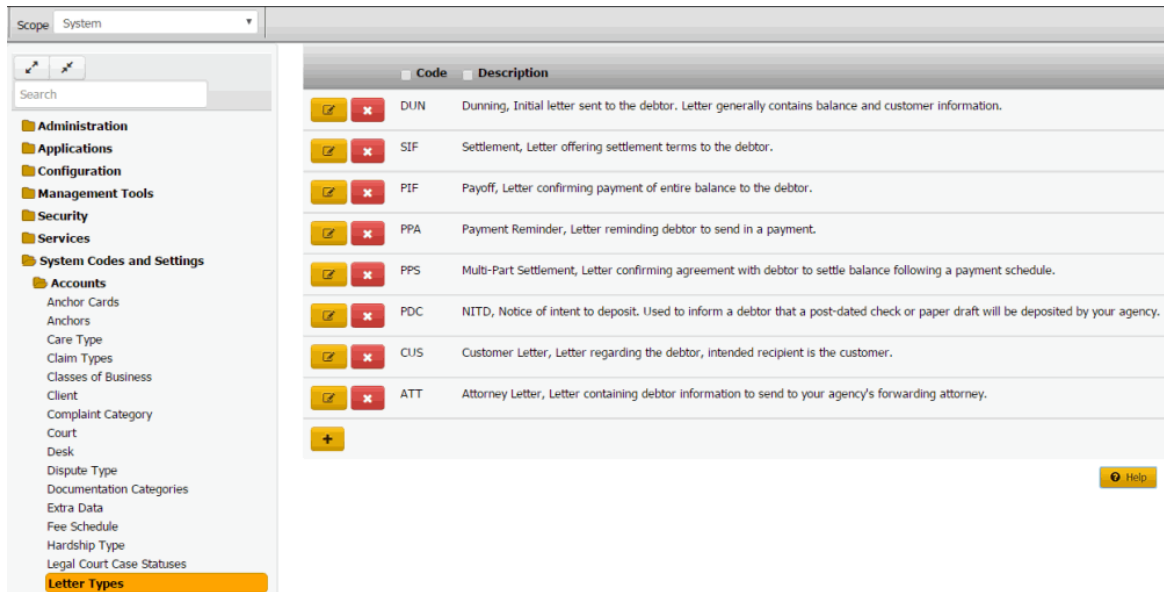 Scope System
Search
Administration
Applications
Configuration
Management Tools
Security
Services
System Codes and Settings
Accounts
Anchor Cards
Anchors
Care Type
Claim Types
Classes of Business
Client
Complaint Category
Court
Desk
Dispute Type
Documentation Categories
Extra Data
Fee Schedule
Hardship Type
Legal Court Case Statuses
Letter Types
Code Description
DUN Dunning, Initial letter sent to the debtor. Letter generally contains balance and customer information.
SIF Settlement, Letter offering settlement terms to the debtor.
PIF Payoff, Letter confirming payment of entire balance to the debtor.
PPA Payment Reminder, Letter reminding debtor to send in a payment.
PPS Multi-Part Settlement, Letter confirming agreement with debtor to settle balance following a payment schedule.
PDC NITD, Notice of intent to deposit. Used to inform a debtor that a post-dated check or paper draft will be deposited by your agency.
CUS Customer Letter, Letter regarding the debtor, intended recipient is the customer.
ATT Attorney Letter, Letter containing debtor information to send to your agency's forwarding attorney.
Help